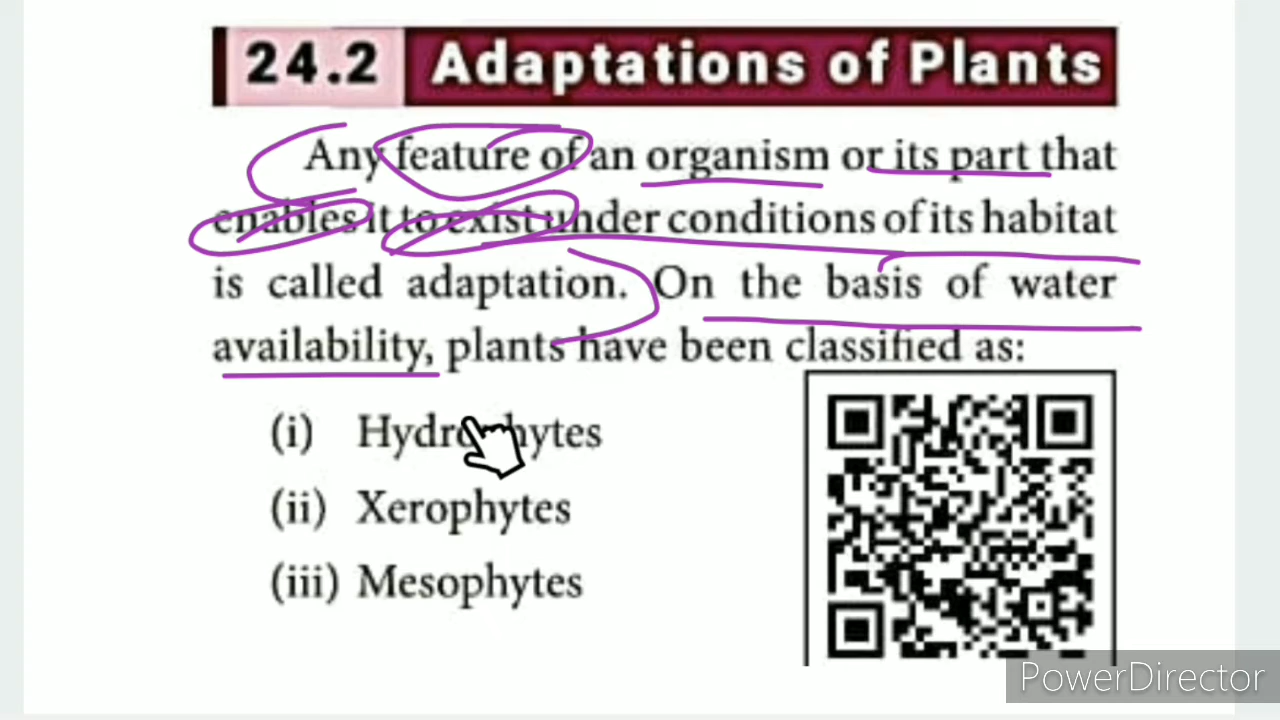 24.2 Adaptations of Plants
Any feature of an organism or its part that
enables it to exist under conditions of its habitat
is called adaptation. On the basis of water
availability, plants have been classified as:
(i) Hydrophytes
(ii) Xerophytes
(iii) Mesophytes
PowerDirector